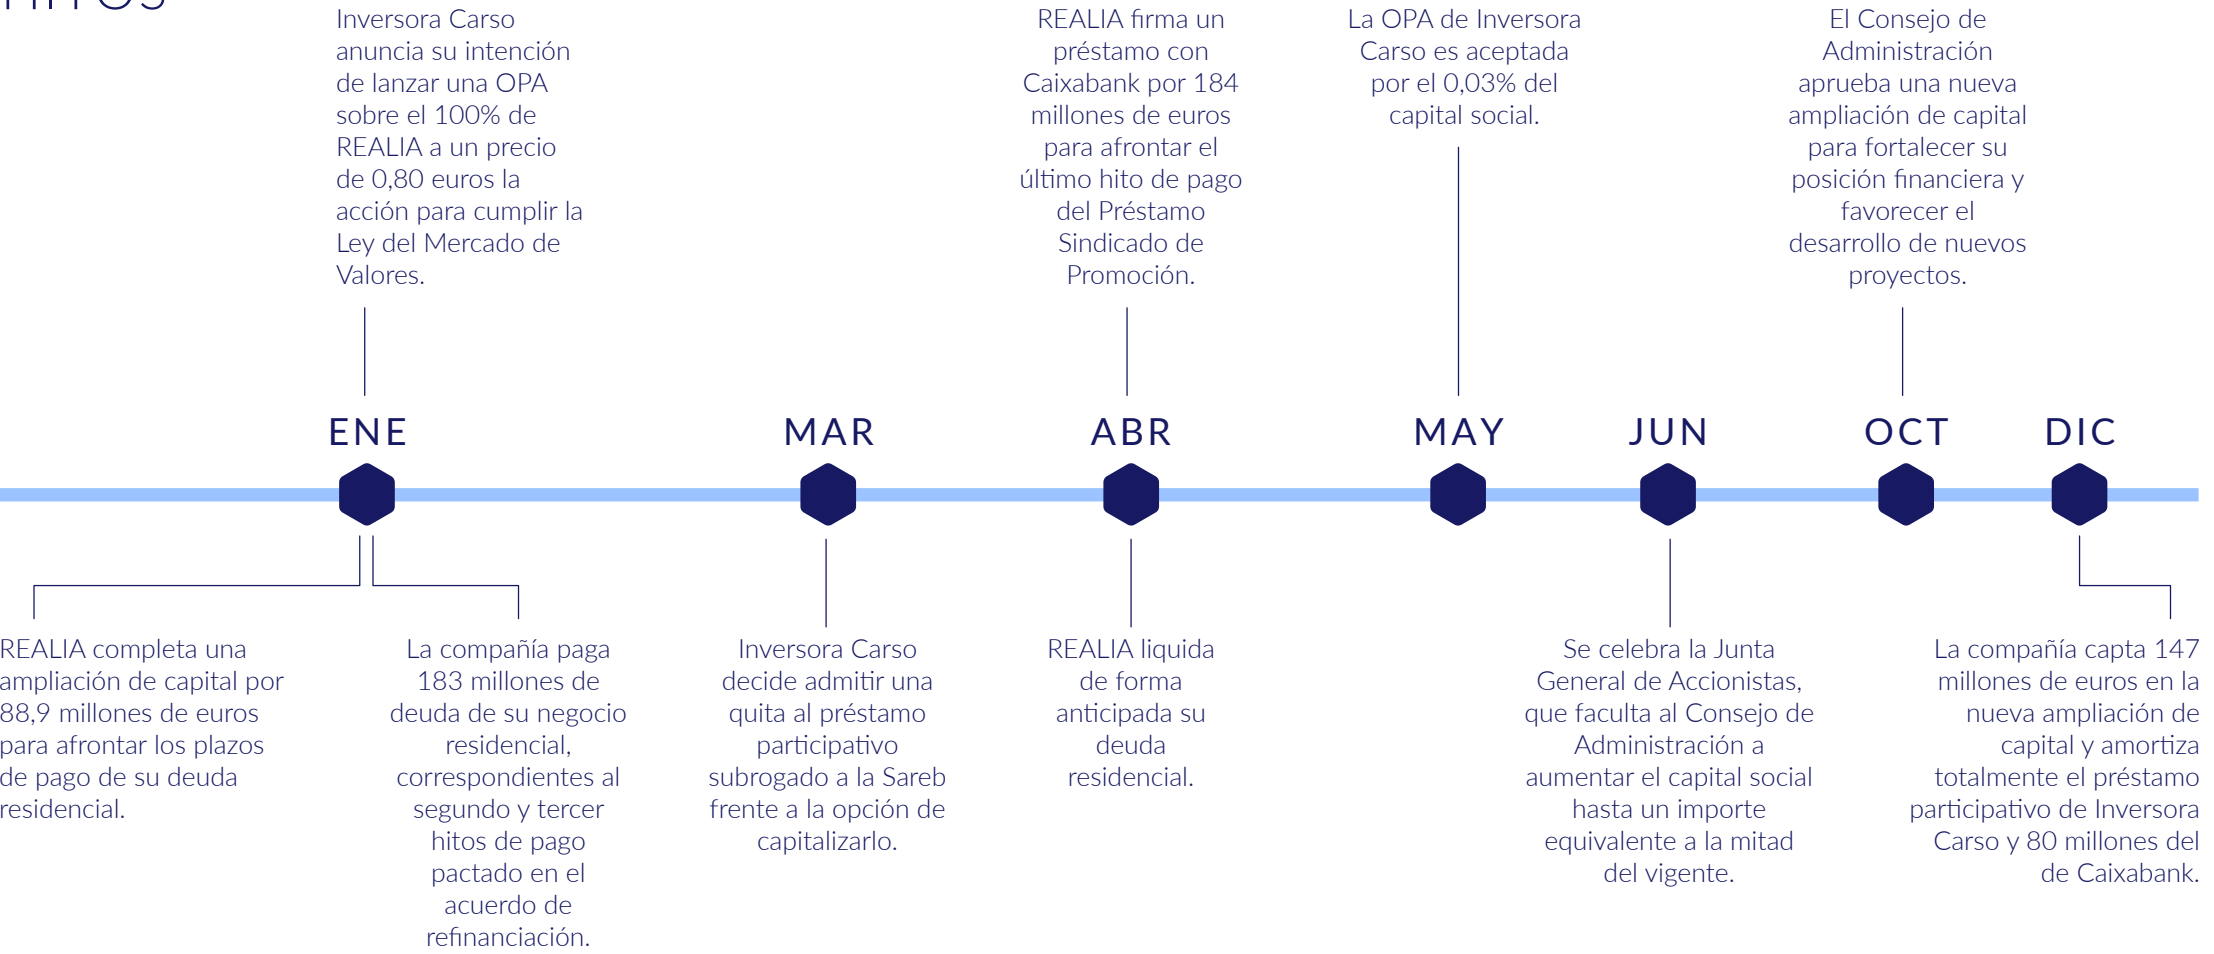 HITOS
Inversora Carso
anuncia su intención
de lanzar una OPA
sobre el 100% de
REALIA a un precio
de 0,80 euros la
acción para cumplir la
Ley del Mercado de
Valores.
REALIA firma un
préstamo con
Caixabank por 184
millones de euros
para afrontar el
último hito de pago
del Préstamo
Sindicado de
Promoción.
La OPA de Inversora
Carso es aceptada
por el 0,03% del
capital social.
El Consejo de
Administración
aprueba una nueva
ampliación de capital
para fortalecer su
posición financiera y
favorecer el
desarrollo de nuevos
proyectos.
ENE MAR ABR MAY JUN OCT DIC
REALIA completa una
ampliación de capital por
88,9 millones de euros
para afrontar los plazos
de pago de su deuda
residencial.
La compañía paga
183 millones de
deuda de su negocio
residencial,
correspondientes al
segundo y tercer
hitos de pago
pactado en el
acuerdo de
refinanciación.
Inversora Carso
decide admitir una
quita al préstamo
participativo
subrogado a la Sareb
frente a la opción de
capitalizarlo.
REALIA liquida
de forma
anticipada su
deuda
residencial.
Se celebra la Junta
General de Accionistas,
que faculta al Consejo de
Administración a
aumentar el capital social
hasta un importe
equivalente a la mitad
del vigente.
La compañía capta 147
millones de euros en la
nueva ampliación de
capital y amortiza
totalmente el préstamo
participativo de Inversora
Carso y 80 millones del
de Caixabank.